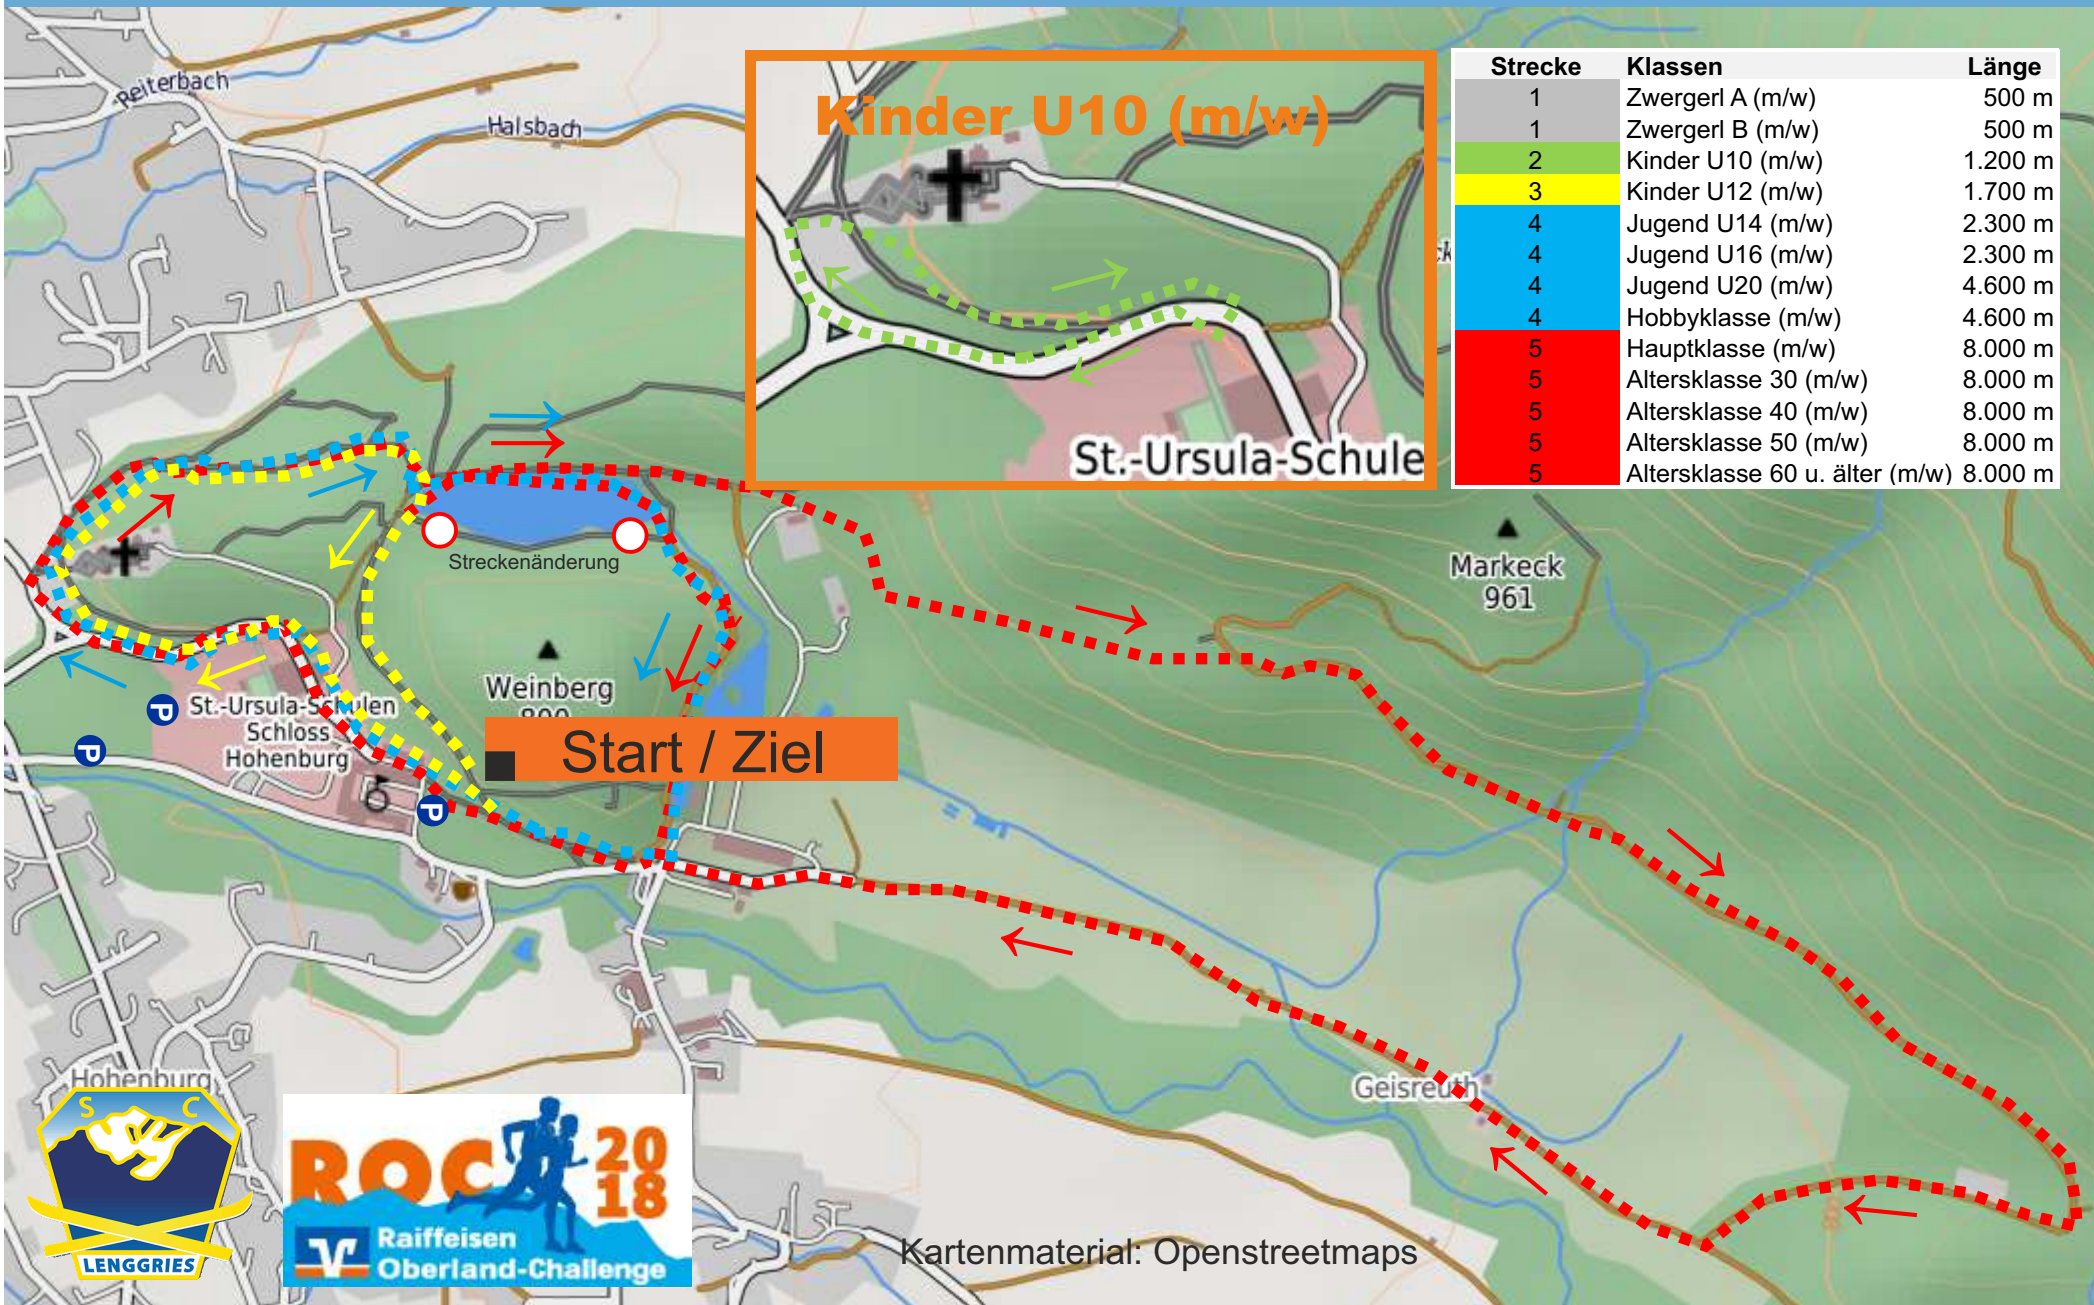 Reiterbach
Halsbach
Kinder U10 (m/w)
St.-Ursula-Schule
Strecke Klassen Länge
1 Zwergerl A (m/w) 500 m
1 Zwergerl B (m/w) 500 m
2 Kinder U10 (m/w) 1.200 m
3 Kinder U12 (m/w) 1.700 m
4 Jugend U14 (m/w) 2.300 m
4 Jugend U16 (m/w) 2.300 m
4 Jugend U20 (m/w) 4.600 m
4 Hobbyklasse (m/w) 4.600 m
5 Hauptklasse (m/w) 8.000 m
5 Altersklasse 30 (m/w) 8.000 m
5 Altersklasse 40 (m/w) 8.000 m
5 Altersklasse 50 (m/w) 8.000 m
5 Altersklasse 60 u. älter (m/w) 8.000 m
Streckenänderung
Markeck
961
Weinberg
P
St.-Ursula-Schulen
Schloss
Hohenburg
P
P
Start / Ziel
Geisreuth
Hohenburg
S C
LENGGRIES
ROC 2018
Raiffeisen
Oberland-Challenge
Kartenmaterial: Openstreetmaps